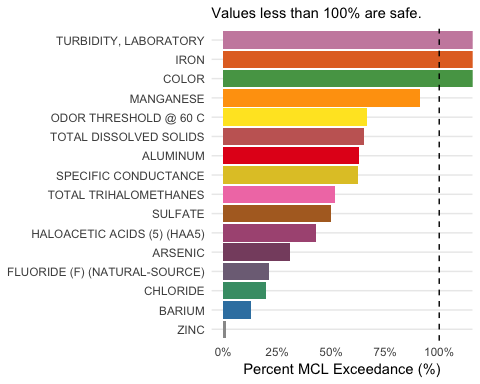 Values less than 100% are safe.
TURBIDITY, LABORATORY
IRON
COLOR
MANGANESE
ODOR THRESHOLD @ 60 C
TOTAL DISSOLVED SOLIDS
ALUMINUM
SPECIFIC CONDUCTANCE
TOTAL TRIHALOMETHANES
SULFATE
HALOACETIC ACIDS (5) (HAA5)
ARSENIC
FLUORIDE (F) (NATURAL-SOURCE)
CHLORIDE
BARIUM
ZINC
0% 25% 50% 75% 100%
Percent MCL Exceedance (%)